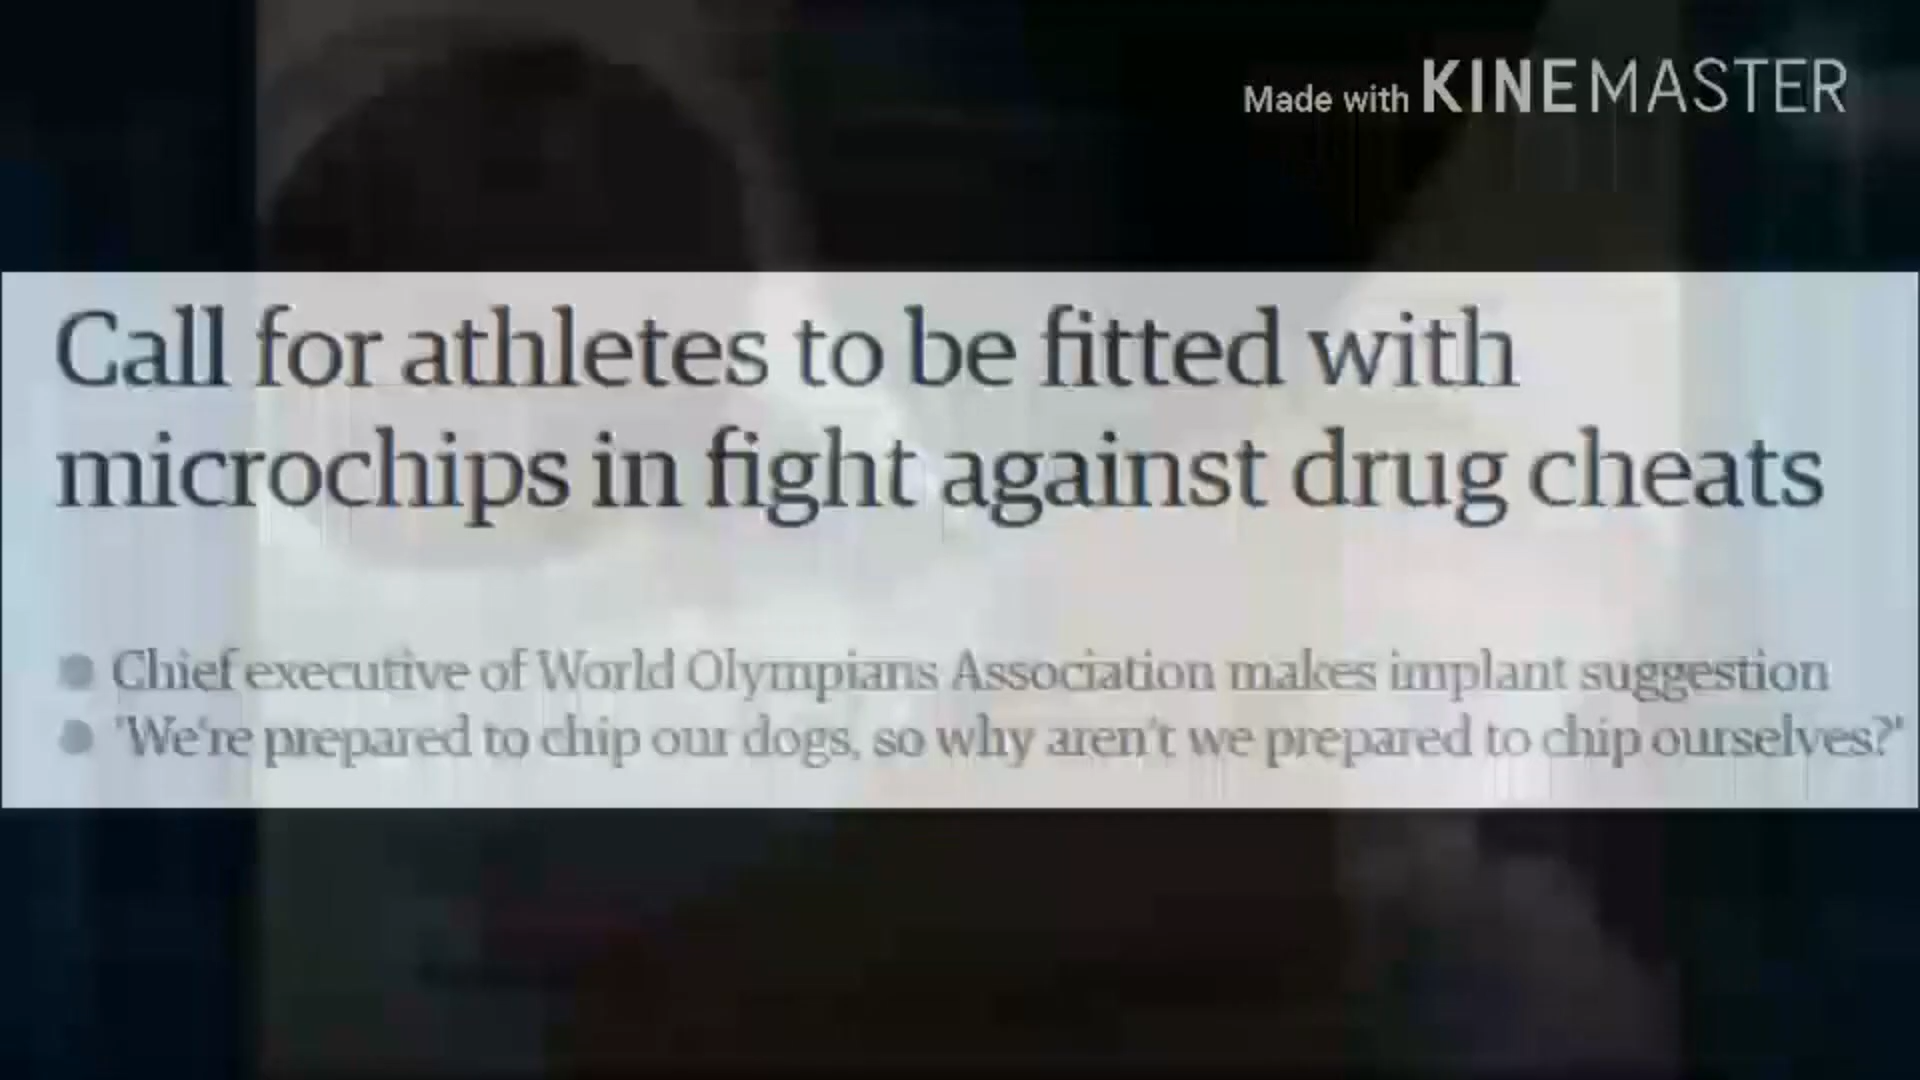 Made with KINEMASTER
Call for athletes to be fitted with
microchips in fight against drug cheats
Chief executive of World Olympians Association makes implant suggestion
'We're prepared to chip our dogs, so why aren't we prepared to chip ourselves?'